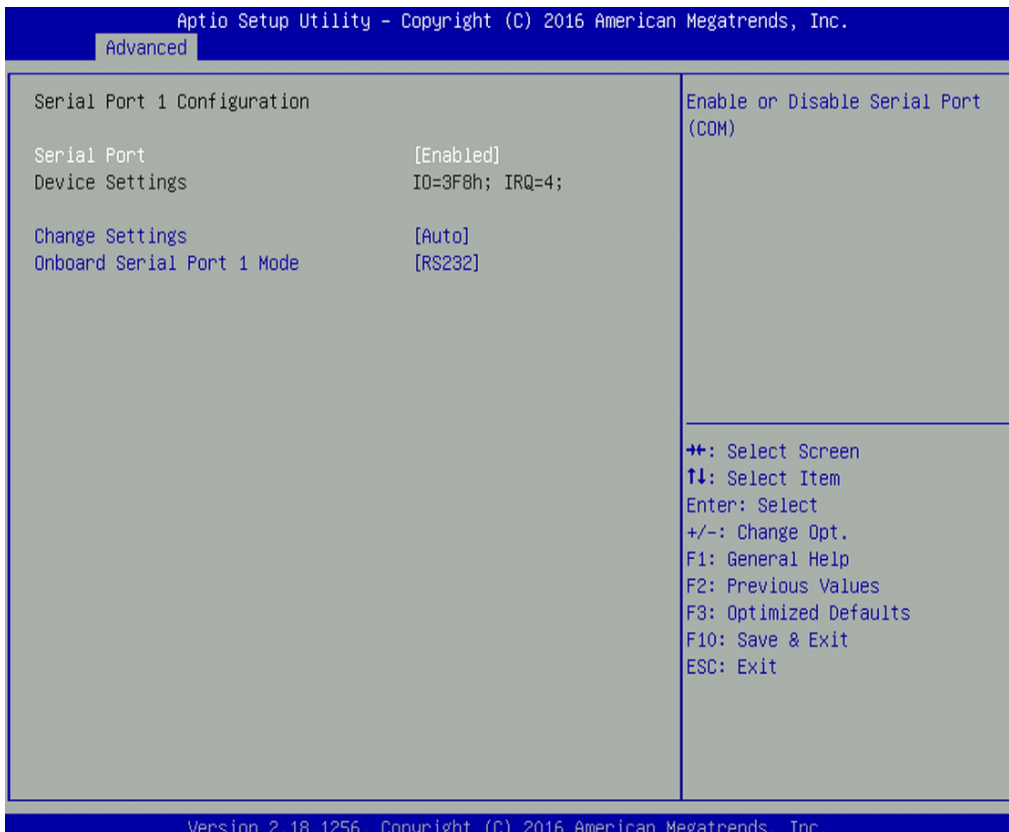 Aptio Setup Utility – Copyright (C) 2016 American Megatrends, Inc.
Advanced
Serial Port 1 Configuration
Serial Port [Enabled]
Device Settings IO=3F8h; IRQ=4;
Change Settings [Auto]
Onboard Serial Port 1 Mode [RS232]
Enable or Disable Serial Port
(COM)
→←: Select Screen
↑↓: Select Item
Enter: Select
+/-: Change Opt.
F1: General Help
F2: Previous Values
F3: Optimized Defaults
F10: Save & Exit
ESC: Exit
Version 2.18.1256. Copyright (C) 2016 American Megatrends, Inc.